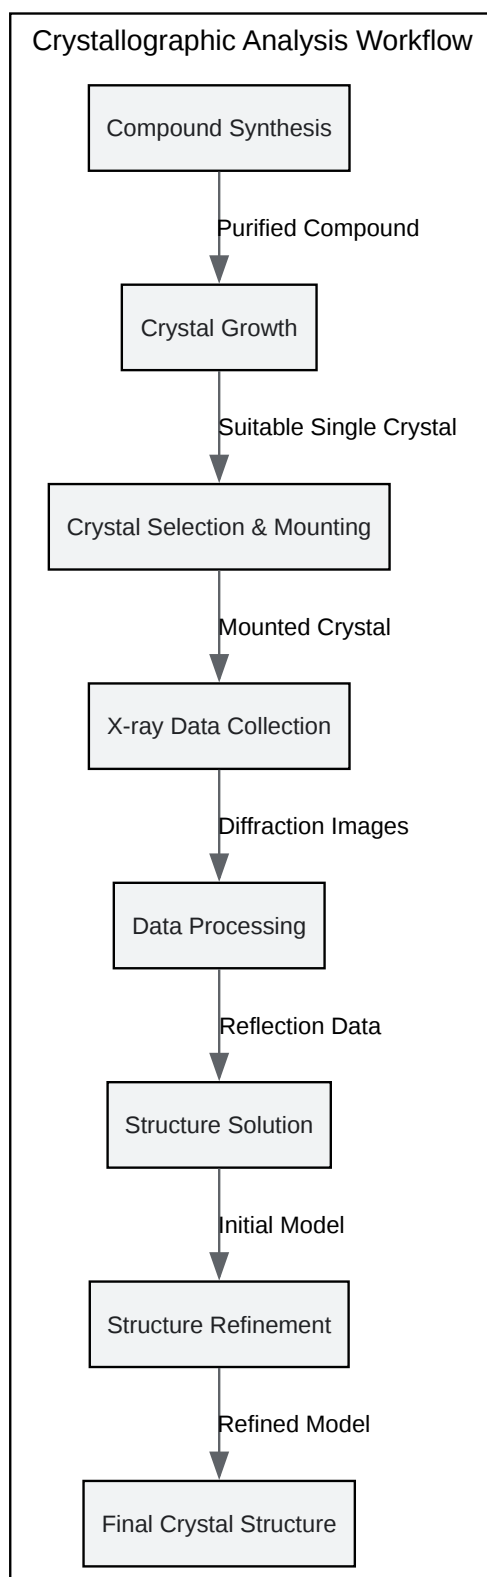 Crystallographic Analysis Workflow
Compound Synthesis
Purified Compound
Crystal Growth
Suitable Single Crystal
Crystal Selection & Mounting
Mounted Crystal
X-ray Data Collection
Diffraction Images
Data Processing
Reflection Data
Structure Solution
Initial Model
Structure Refinement
Refined Model
Final Crystal Structure